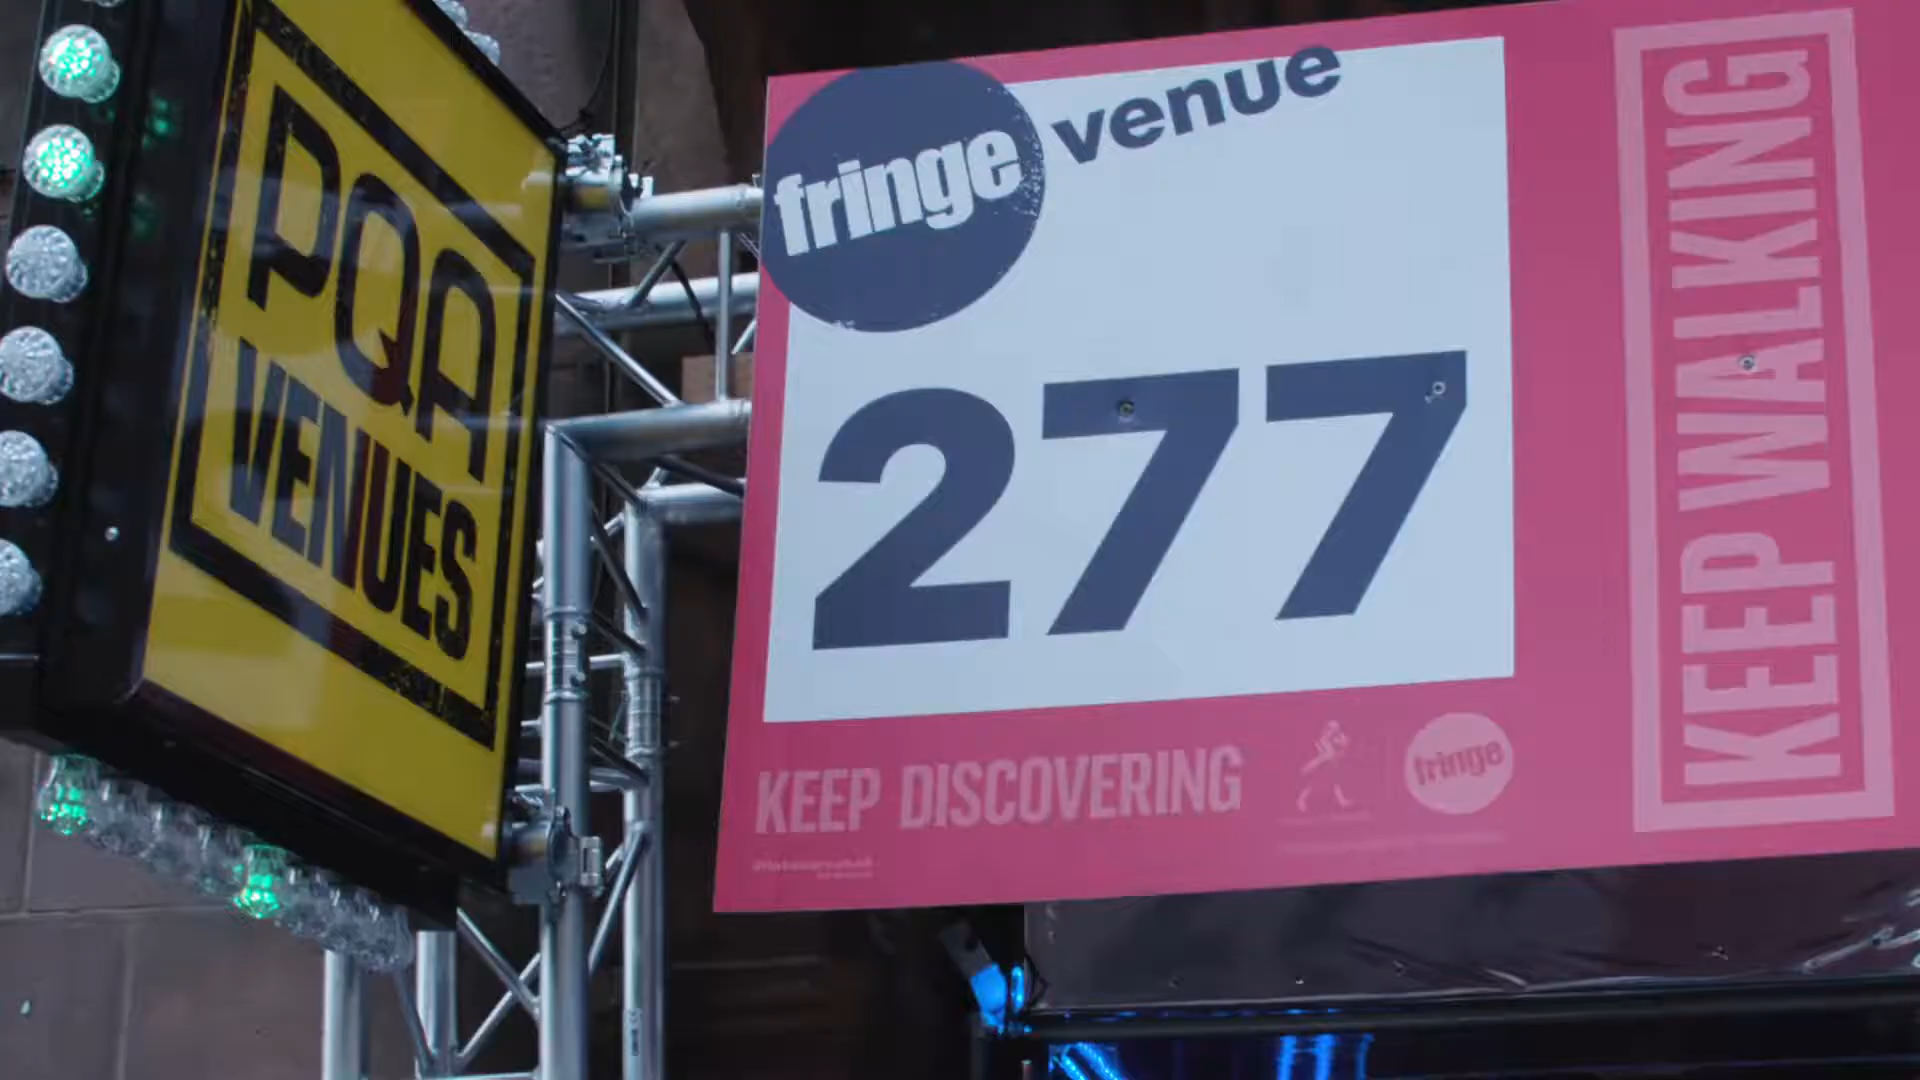 PQA
VENUES
fringe venue
277
KEEP DISCOVERING
fringe
KEEP WALKING